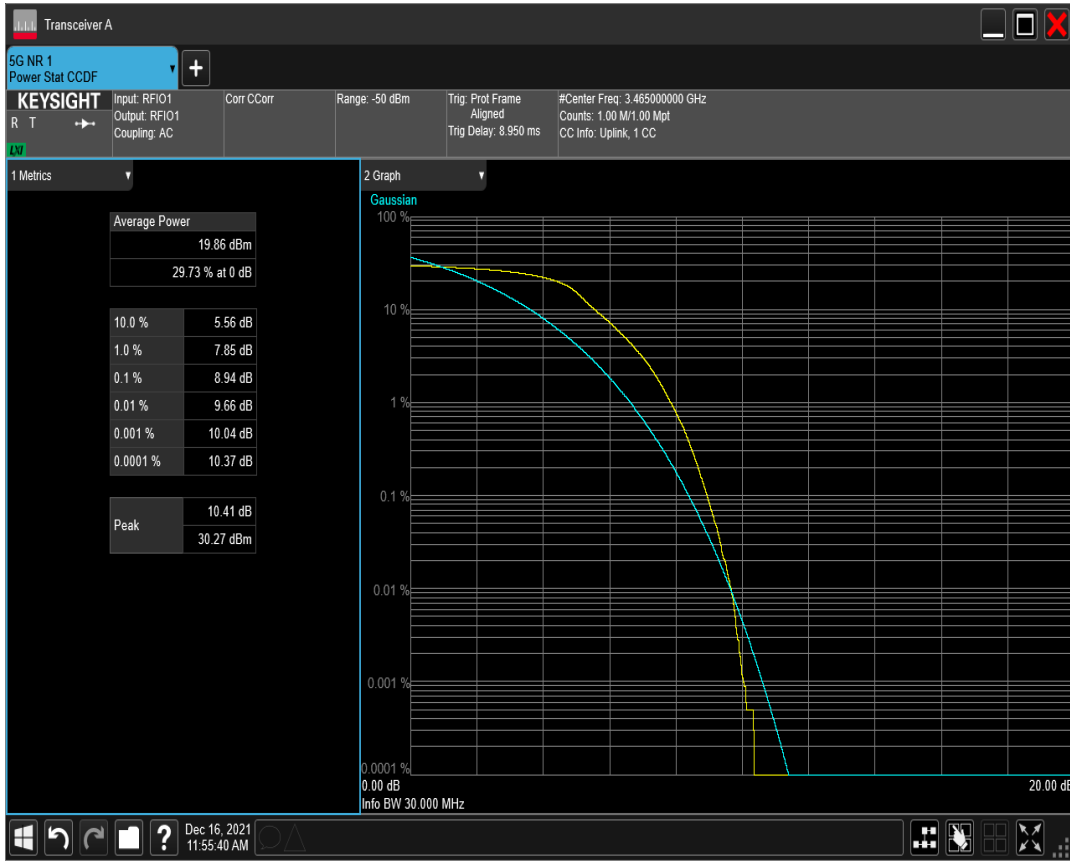 Transceiver A
5G NR 1
Power Stat CCDF
+
KEYSIGHT
R T
LXI
Input: RFIO1
Output: RFIO1
Coupling: AC
Corr CCorr
Range: -50 dBm
Trig: Prot Frame
Aligned
Trig Delay: 8.950 ms
#Center Freq: 3.465000000 GHz
Counts: 1.00 M/1.00 Mpt
CC Info: Uplink, 1 CC
1 Metrics
Average Power
19.86 dBm
29.73 % at 0 dB
10.0 % 5.56 dB
1.0 % 7.85 dB
0.1 % 8.94 dB
0.01 % 9.66 dB
0.001 % 10.04 dB
0.0001 % 10.37 dB
Peak
10.41 dB
30.27 dBm
2 Graph
Gaussian
100 %
10 %
1 %
0.1 %
0.01 %
0.001 %
0.0001 %
0.00 dB 20.00 dB
Info BW 30.000 MHz
?
Dec 16, 2021
11:55:40 AM